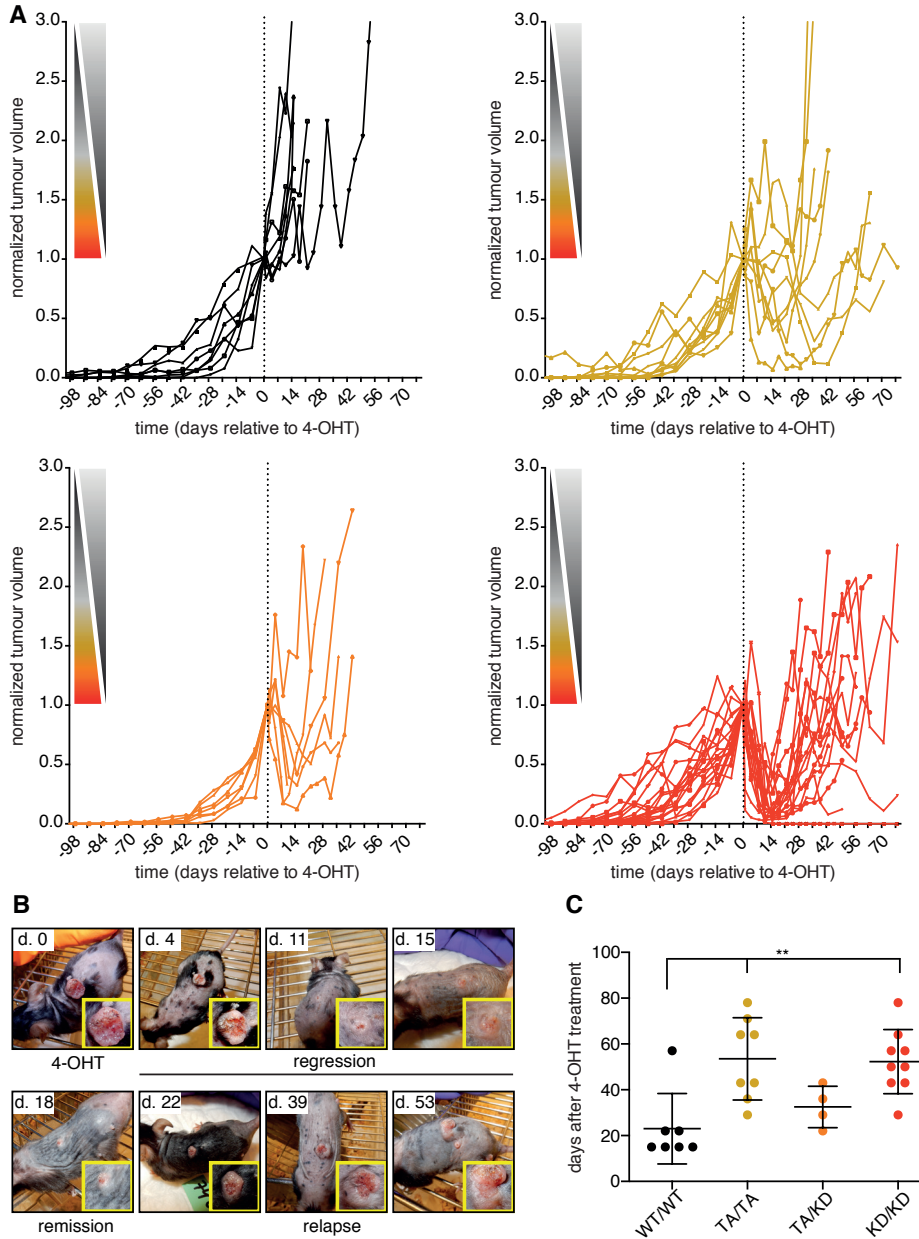 A
3.0
2.5
2.0
1.5
1.0
0.5
0.0
normalized tumour volume
-98 -84 -70 -56 -42 -28 -14 0 14 28 42 56 70
time (days relative to 4-OHT)
3.0
2.5
2.0
1.5
1.0
0.5
0.0
normalized tumour volume
-98 -84 -70 -56 -42 -28 -14 0 14 28 42 56 70
time (days relative to 4-OHT)
3.0
2.5
2.0
1.5
1.0
0.5
0.0
normalized tumour volume
-98 -84 -70 -56 -42 -28 -14 0 14 28 42 56 70
time (days relative to 4-OHT)
3.0
2.5
2.0
1.5
1.0
0.5
0.0
normalized tumour volume
-98 -84 -70 -56 -42 -28 -14 0 14 28 42 56 70
time (days relative to 4-OHT)
B
d. 0 d. 4 d. 11 d. 15
4-OHT regression
d. 18 d. 22 d. 39 d. 53
remission relapse
C
100
80
60
40
20
0
days after 4-OHT treatment
**
WT/WT TA/TA TA/KD KD/KD